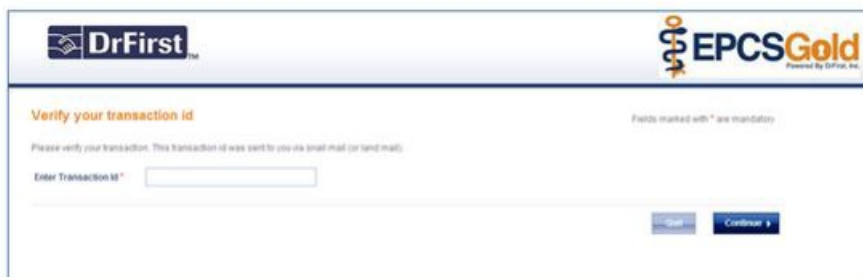 DrFirst™
EPCSGold
Powered By DrFirst, Inc.
Verify your transaction id
Fields marked with * are mandatory
Please verify your transaction. This transaction id was sent to you via snail mail (or land mail).
Enter Transaction Id *
Quit
Continue